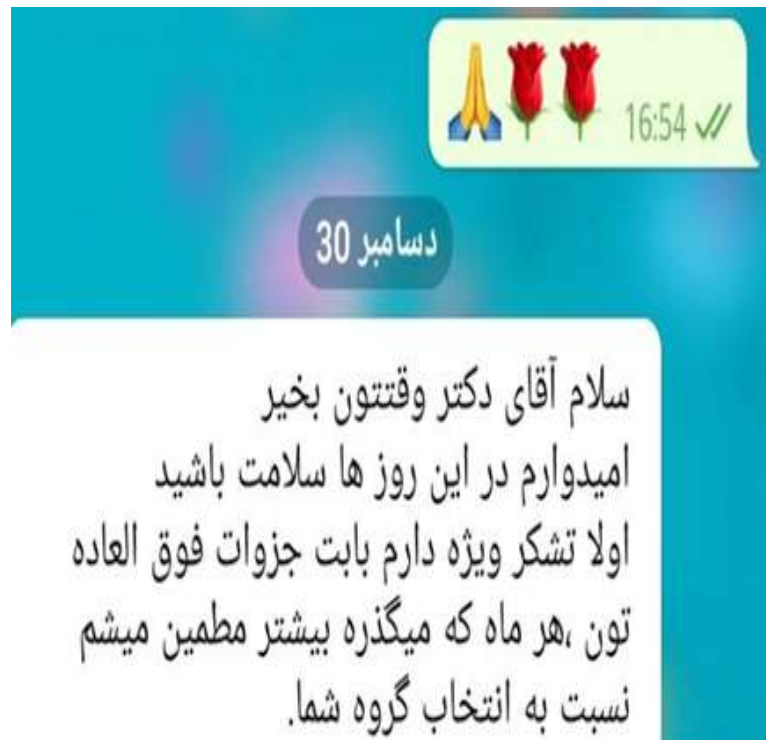 🙏🌹🌹 16:54
دسامبر 30
سلام آقای دکتر وقتتون بخیر
امیدوارم در این روز ها سلامت باشید
اولا تشکر ویژه دارم بابت جزوات فوق العاده
تون ،هر ماه که میگذره بیشتر مطمین میشم
نسبت به انتخاب گروه شما.